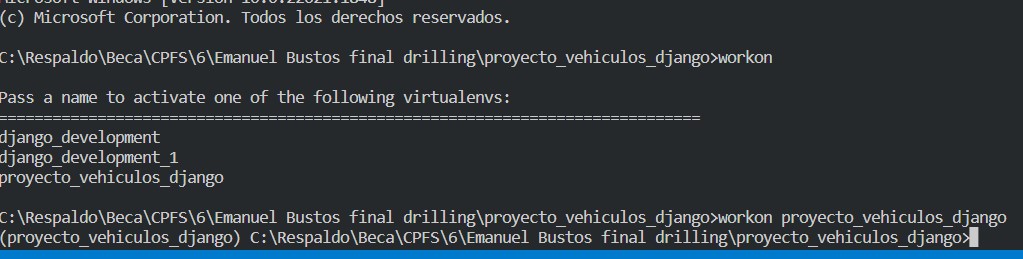 (c) Microsoft Corporation. Todos los derechos reservados.
C:\Respaldo\Beca\CPFS\6\Emanuel Bustos final drilling\proyecto_vehiculos_django>workon
Pass a name to activate one of the following virtualenvs:
==============================================================================
django_development
django_development_1
proyecto_vehiculos_django
C:\Respaldo\Beca\CPFS\6\Emanuel Bustos final drilling\proyecto_vehiculos_django>workon proyecto_vehiculos_django
(proyecto_vehiculos_django) C:\Respaldo\Beca\CPFS\6\Emanuel Bustos final drilling\proyecto_vehiculos_django>